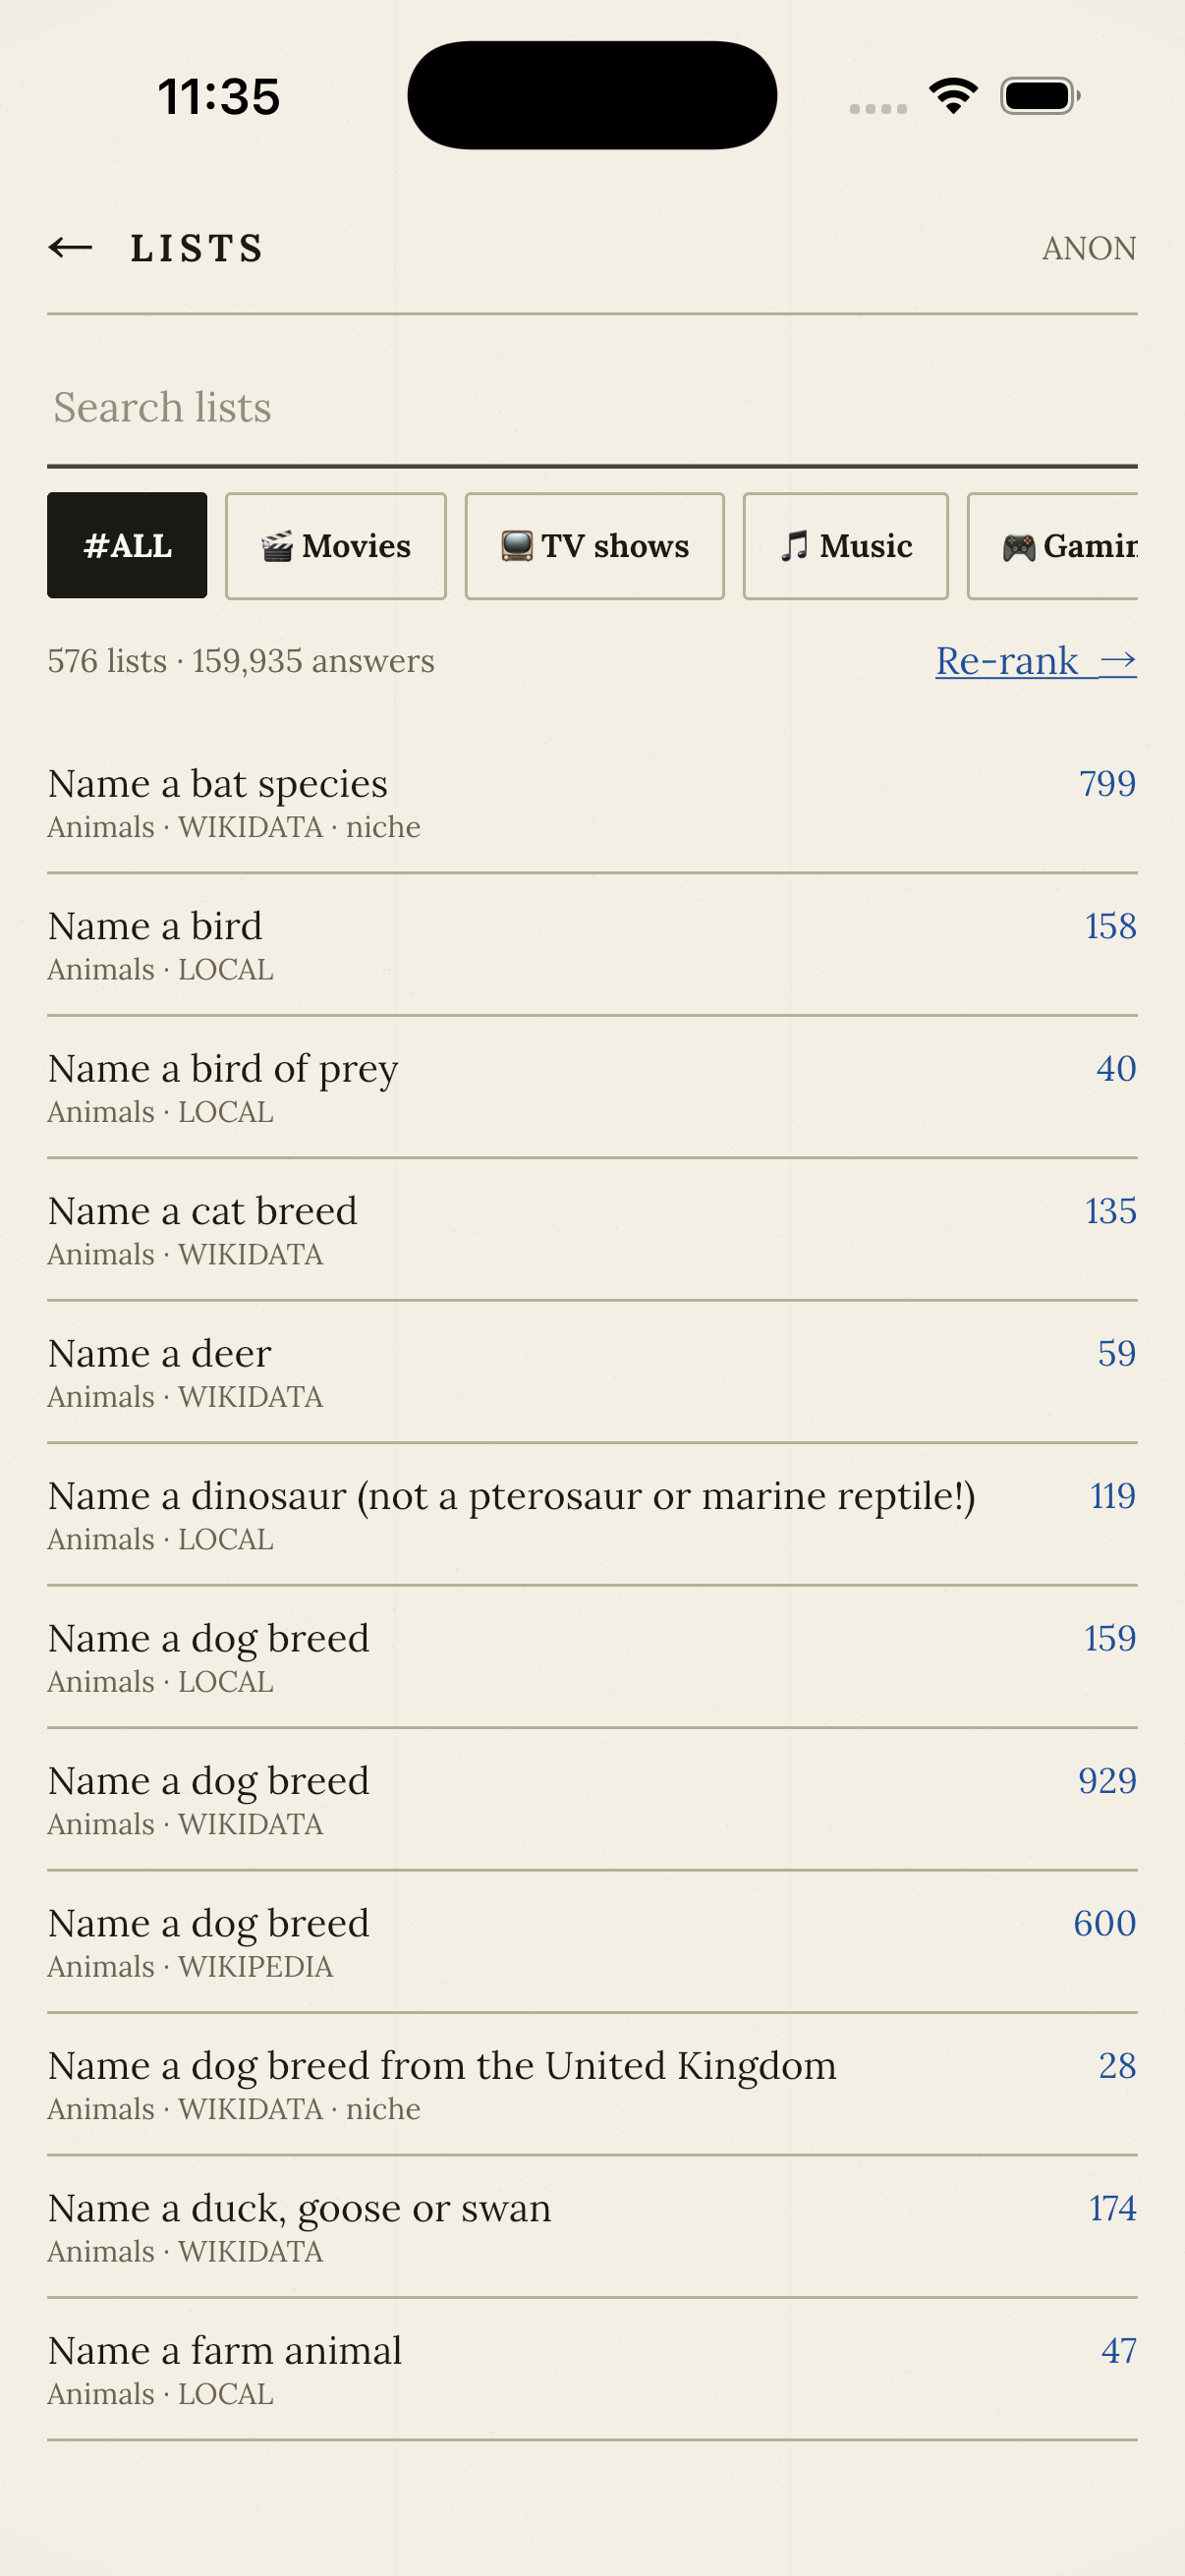 11:35
← LISTS ANON
Search lists
#ALL 🎬 Movies 📺 TV shows 🎵 Music 🎮 Gamin
576 lists · 159,935 answers Re-rank →
Name a bat species 799
Animals · WIKIDATA · niche
Name a bird 158
Animals · LOCAL
Name a bird of prey 40
Animals · LOCAL
Name a cat breed 135
Animals · WIKIDATA
Name a deer 59
Animals · WIKIDATA
Name a dinosaur (not a pterosaur or marine reptile!) 119
Animals · LOCAL
Name a dog breed 159
Animals · LOCAL
Name a dog breed 929
Animals · WIKIDATA
Name a dog breed 600
Animals · WIKIPEDIA
Name a dog breed from the United Kingdom 28
Animals · WIKIDATA · niche
Name a duck, goose or swan 174
Animals · WIKIDATA
Name a farm animal 47
Animals · LOCAL